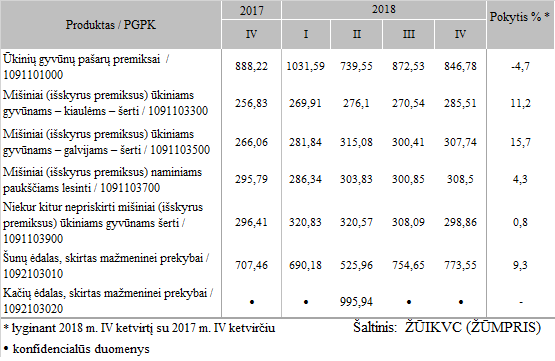 Produktas / PGPK 2017 2018 Pokytis % *
IV I II III IV
Ūkinių gyvūnų pašarų premiksai /
1091101000 888,22 1031,59 739,55 872,53 846,78 -4,7
Mišiniai (išskyrus premiksus) ūkiniams
gyvūnams – kiaulėms – šerti / 1091103300 256,83 269,91 276,1 270,54 285,51 11,2
Mišiniai (išskyrus premiksus) ūkiniams
gyvūnams – galvijams – šerti / 1091103500 266,06 281,84 315,08 300,41 307,74 15,7
Mišiniai (išskyrus premiksus) naminiams
paukščiams lesinti / 1091103700 295,79 286,34 303,83 300,85 308,5 4,3
Niekur kitur nepriskirti mišiniai (išskyrus
premiksus) ūkiniams gyvūnams šerti /
1091103900 296,41 320,83 320,57 308,09 298,86 0,8
Šunų ėdalas, skirtas mažmeninei prekybai /
1092103010 707,46 690,18 525,96 754,65 773,55 9,3
Kačių ėdalas, skirtas mažmeninei prekybai /
1092103020 • • 995,94 • • -
* lyginant 2018 m. IV ketvirtį su 2017 m. IV ketvirčiu Šaltinis: ŽŪIKVC (ŽŪMPRIS)
• konfidencialūs duomenys